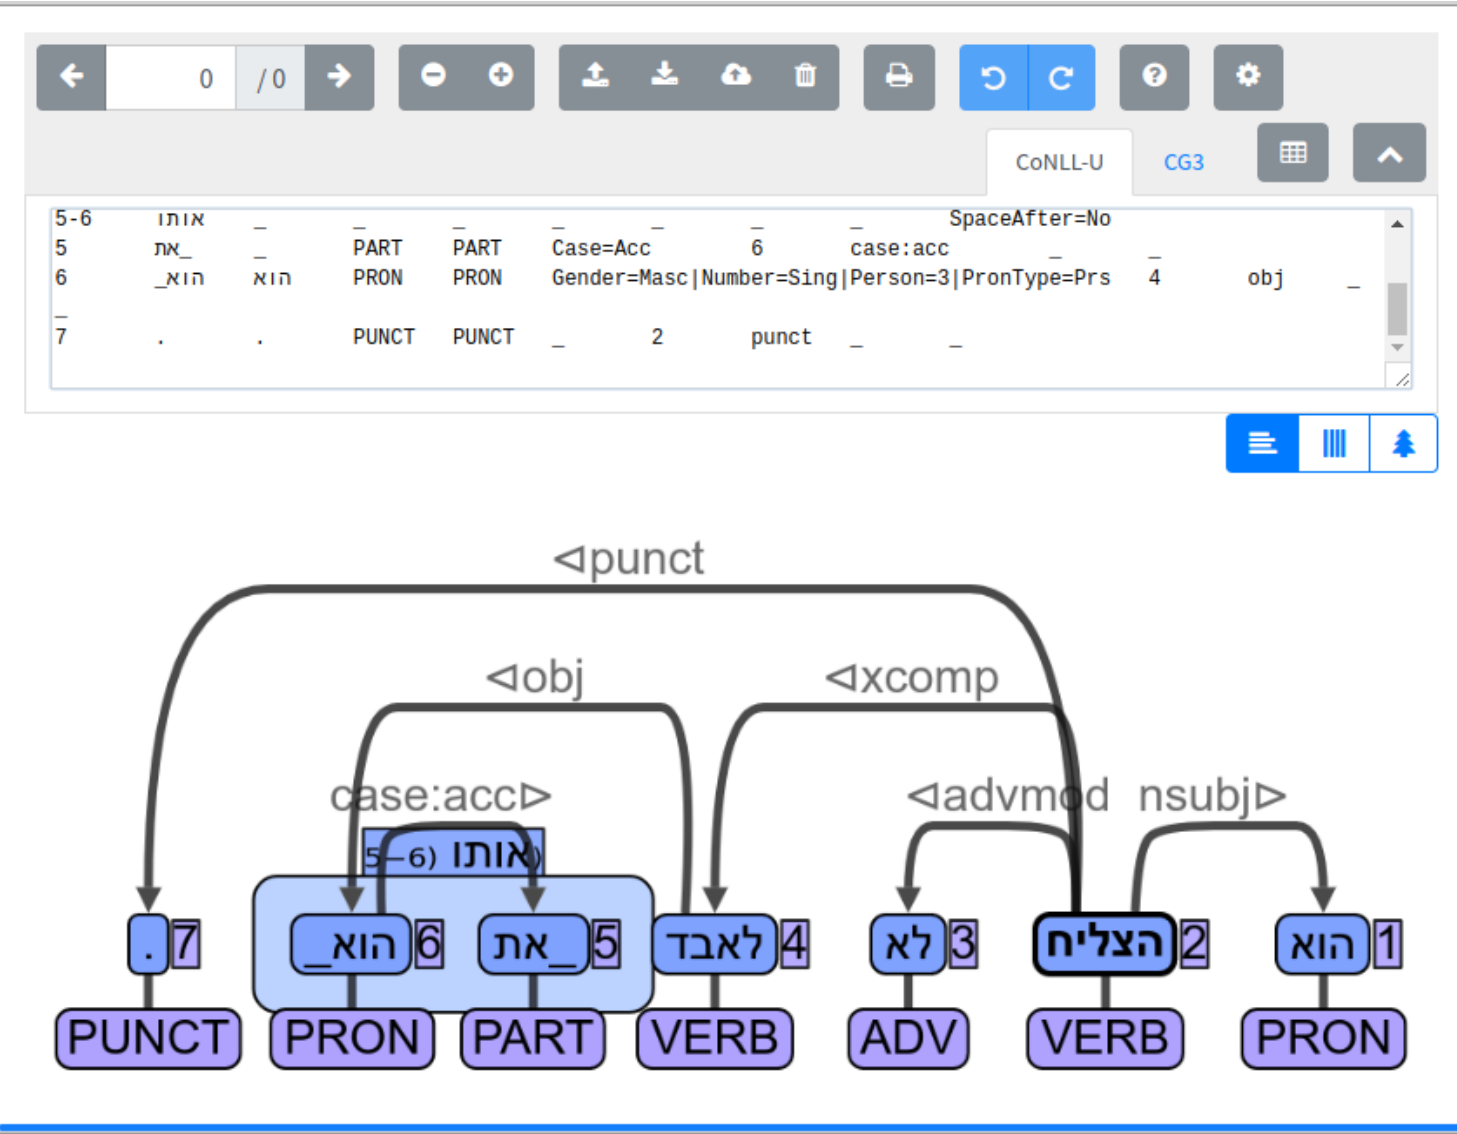 0 / 0
CoNLL-U CG3
5-6 אותו _ _ _ _ _ _ _ SpaceAfter=No
5 את_ _ PART PART Case=Acc 6 case:acc _ _
6 _הוא הוא PRON PRON Gender=Masc|Number=Sing|Person=3|PronType=Prs 4 obj _
_
7 . . PUNCT PUNCT _ 2 punct _ _
⊲punct
⊲obj ⊲xcomp
case:acc⊳ ⊲advmod nsubj⊳
אותו (5–6)
1 הוא 2 הצליח 3 לא 4 לאבד 5 את_ 6 _הוא 7 .
PUNCT PRON PART VERB ADV VERB PRON